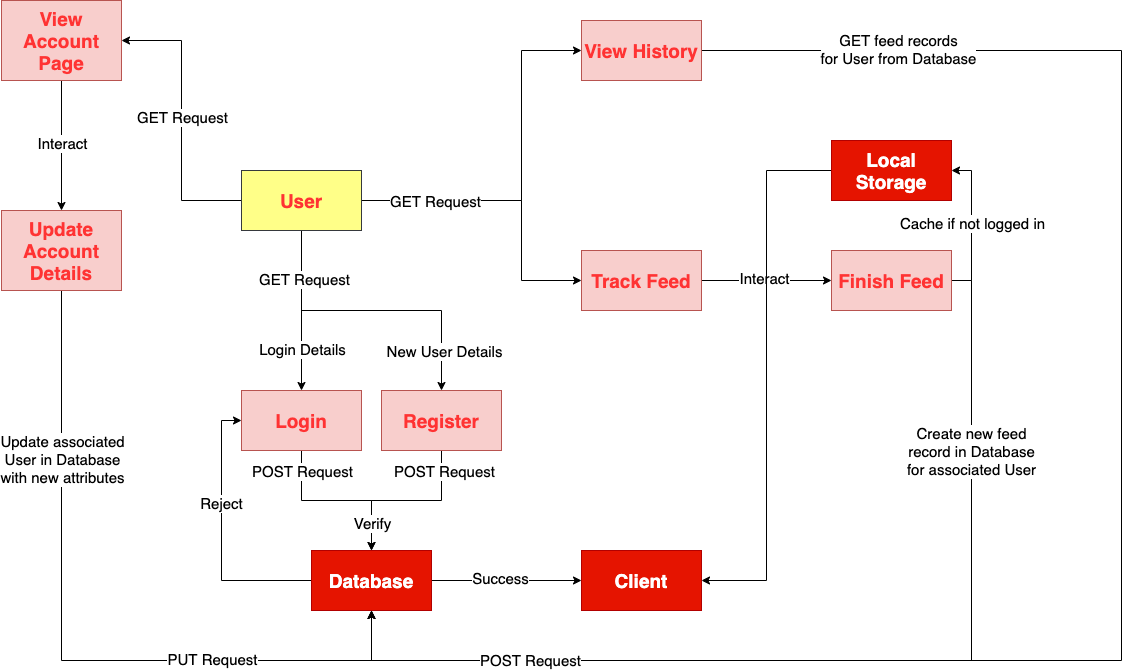 View
Account
Page
GET Request
Interact
Update
Account
Details
User
GET Request
View History
GET feed records
for User from Database
Local
Storage
Cache if not logged in
Track Feed
Interact
Finish Feed
GET Request
Login Details
New User Details
Login
Register
POST Request
POST Request
Update associated
User in Database
with new attributes
Create new feed
record in Database
for associated User
Reject
Verify
Database
Success
Client
PUT Request
POST Request